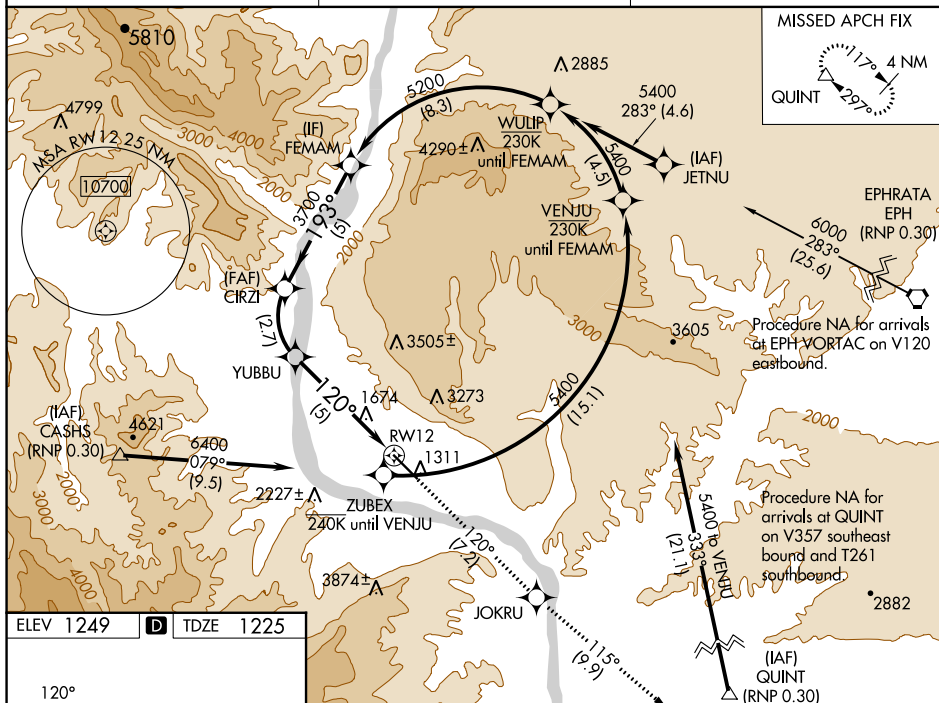 MISSED APCH FIX
117°
4 NM
QUINT
297°
5810
2885
4799
5200
(8.3)
5400
283° (4.6)
(IF)
FEMAM
WULIP
230K
until FEMAM
4290±
MSA RW12 25 NM
10700
3000
4000
2000
(IAF)
JETNU
5400
(4.5)
3700
193°
(5)
2000
VENJU
230K
until FEMAM
EPHRATA
EPH
(RNP 0.30)
6000
283°
(25.6)
(FAF)
CIRZI
(2.7)
3505±
3000
3605
Procedure NA for arrivals
at EPH VORTAC on V120
eastbound.
YUBBU
120°
(5)
1674
3273
5400
(15.1)
2000
(IAF)
CASHS
(RNP 0.30)
4621
6400
079°
(9.5)
RW12
1311
2227±
ZUBEX
240K until VENJU
3000
2000
5400 to VENJU
333°
(21.1)
Procedure NA for
arrivals at QUINT
on V357 southeast
bound and T261
southbound.
120°
(7.2)
3874±
4000
JOKRU
2882
115°
(9.9)
(IAF)
QUINT
(RNP 0.30)
ELEV 1249 D TDZE 1225
120°